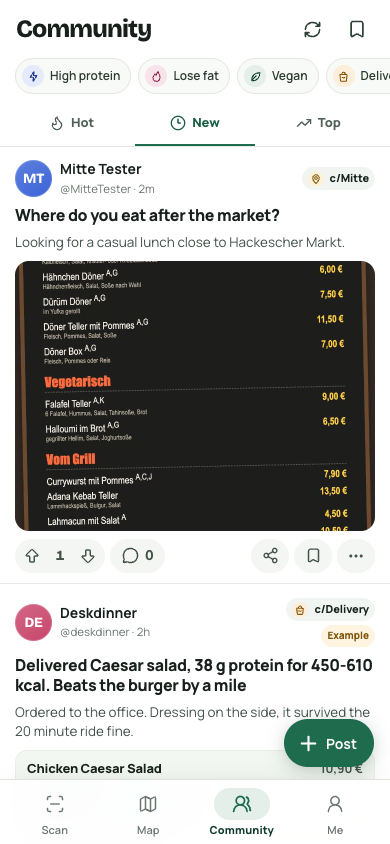 Community
High protein
Lose fat
Vegan
Hot
New
Top
MT
Mitte Tester
@MitteTester · 2m
c/Mitte
Where do you eat after the market?
Looking for a casual lunch close to Hackescher Markt.
Hähnchen Döner A,G 6,00 €
Hähnchenfleisch, Salat, Soße nach Wahl
Dürüm Döner A,G 7,50 €
im Yufka gerollt
Döner Teller mit Pommes A,G 11,50 €
Fleisch, Pommes, Salat, Soße
Döner Box A,G 7,00 €
Fleisch, Pommes oder Reis
Vegetarisch
Falafel Teller A,K 9,00 €
6 Falafel, Hummus, Salat, Tahinsoße, Brot
Halloumi im Brot A,G 6,50 €
gegrillter Hellim, Salat, Joghurtsoße
Vom Grill
Currywurst mit Pommes A,C,J 7,90 €
Adana Kebab Teller 13,50 €
Lammhackspieß, Bulgur, Salat
Lahmacun mit Salat A 4,50 €
1
0
DE
Deskdinner
@deskdinner · 2h
c/Delivery
Example
Delivered Caesar salad, 38 g protein for 450-610
kcal. Beats the burger by a mile
Ordered to the office. Dressing on the side, it survived the
20 minute ride fine.
Chicken Caesar Salad 10,90 €
+ Post
Scan
Map
Community
Me